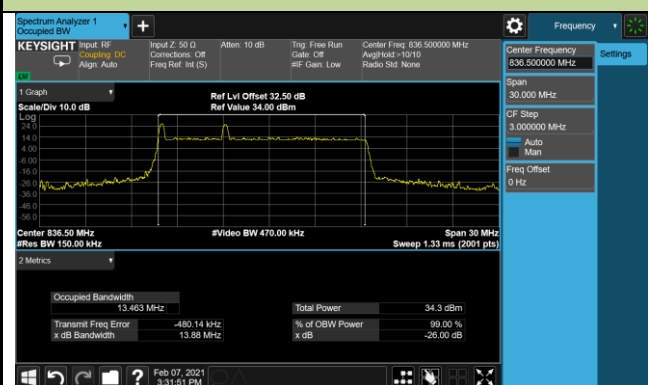 Spectrum Analyzer 1
Occupied BW
+
Frequency
KEYSIGHT
Input: RF
Coupling: DC
Align: Auto
Input Z: 50 Ω
Corrections: Off
Freq Ref: Int (S)
Atten: 10 dB
Trig: Free Run
Gate: Off
#IF Gain: Low
Center Freq: 836.500000 MHz
Avg|Hold:>10/10
Radio Std: None
Center Frequency
836.500000 MHz
Settings
Span
30.000 MHz
CF Step
3.000000 MHz
Auto
Man
Freq Offset
0 Hz
1 Graph
Scale/Div 10.0 dB
Ref Lvl Offset 32.50 dB
Ref Value 34.00 dBm
Log
24.0
14.0
4.00
-6.00
-16.0
-26.0
-36.0
-46.0
-56.0
Center 836.50 MHz
#Video BW 470.00 kHz
Span 30 MHz
#Res BW 150.00 kHz
Sweep 1.33 ms (2001 pts)
2 Metrics
Occupied Bandwidth
13.463 MHz
Total Power 34.3 dBm
Transmit Freq Error -480.14 kHz
% of OBW Power 99.00 %
x dB Bandwidth 13.88 MHz
x dB -26.00 dB
?
Feb 07, 2021
3:31:51 PM